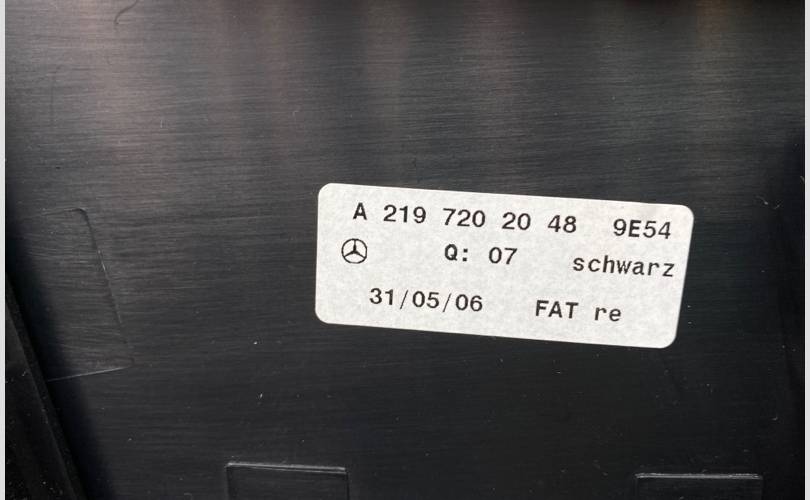 A 219 720 20 48 9E54
Q: 07 schwarz
31/05/06 FAT re